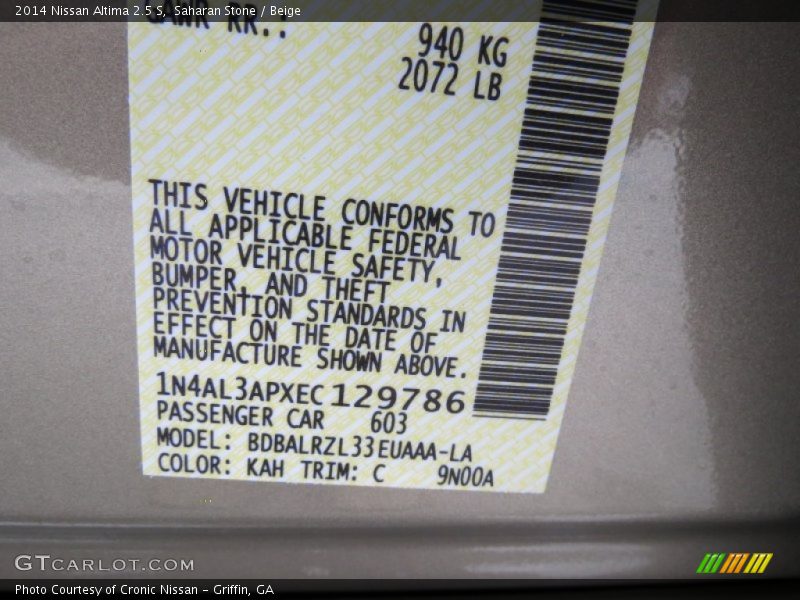 2014 Nissan Altima 2.5 S, Saharan Stone / Beige
GAWR RR..
940 KG
2072 LB
THIS VEHICLE CONFORMS TO
ALL APPLICABLE FEDERAL
MOTOR VEHICLE SAFETY,
BUMPER, AND THEFT
PREVENTION STANDARDS IN
EFFECT ON THE DATE OF
MANUFACTURE SHOWN ABOVE.
1N4AL3APXEC129786
PASSENGER CAR 603
MODEL: BDBALRZL33EUAAA-LA
COLOR: KAH TRIM: C 9N00A
GTCARLOT.COM
Photo Courtesy of Cronic Nissan - Griffin, GA